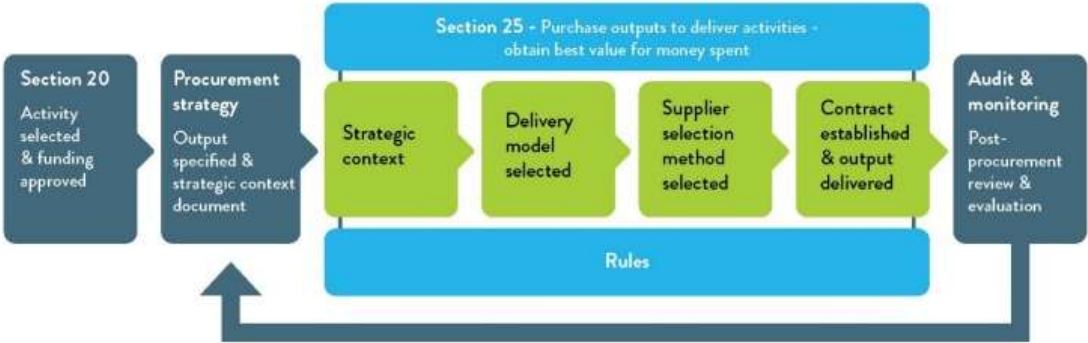 Section 25 - Purchase outputs to deliver activities -
obtain best value for money spent
Section 20
Activity
selected
& funding
approved
Procurement
strategy
Output
specified &
strategic context
document
Strategic
context
Delivery
model
selected
Supplier
selection
method
selected
Contract
established
& output
delivered
Audit &
monitoring
Post-
procurement
review &
evaluation
Rules